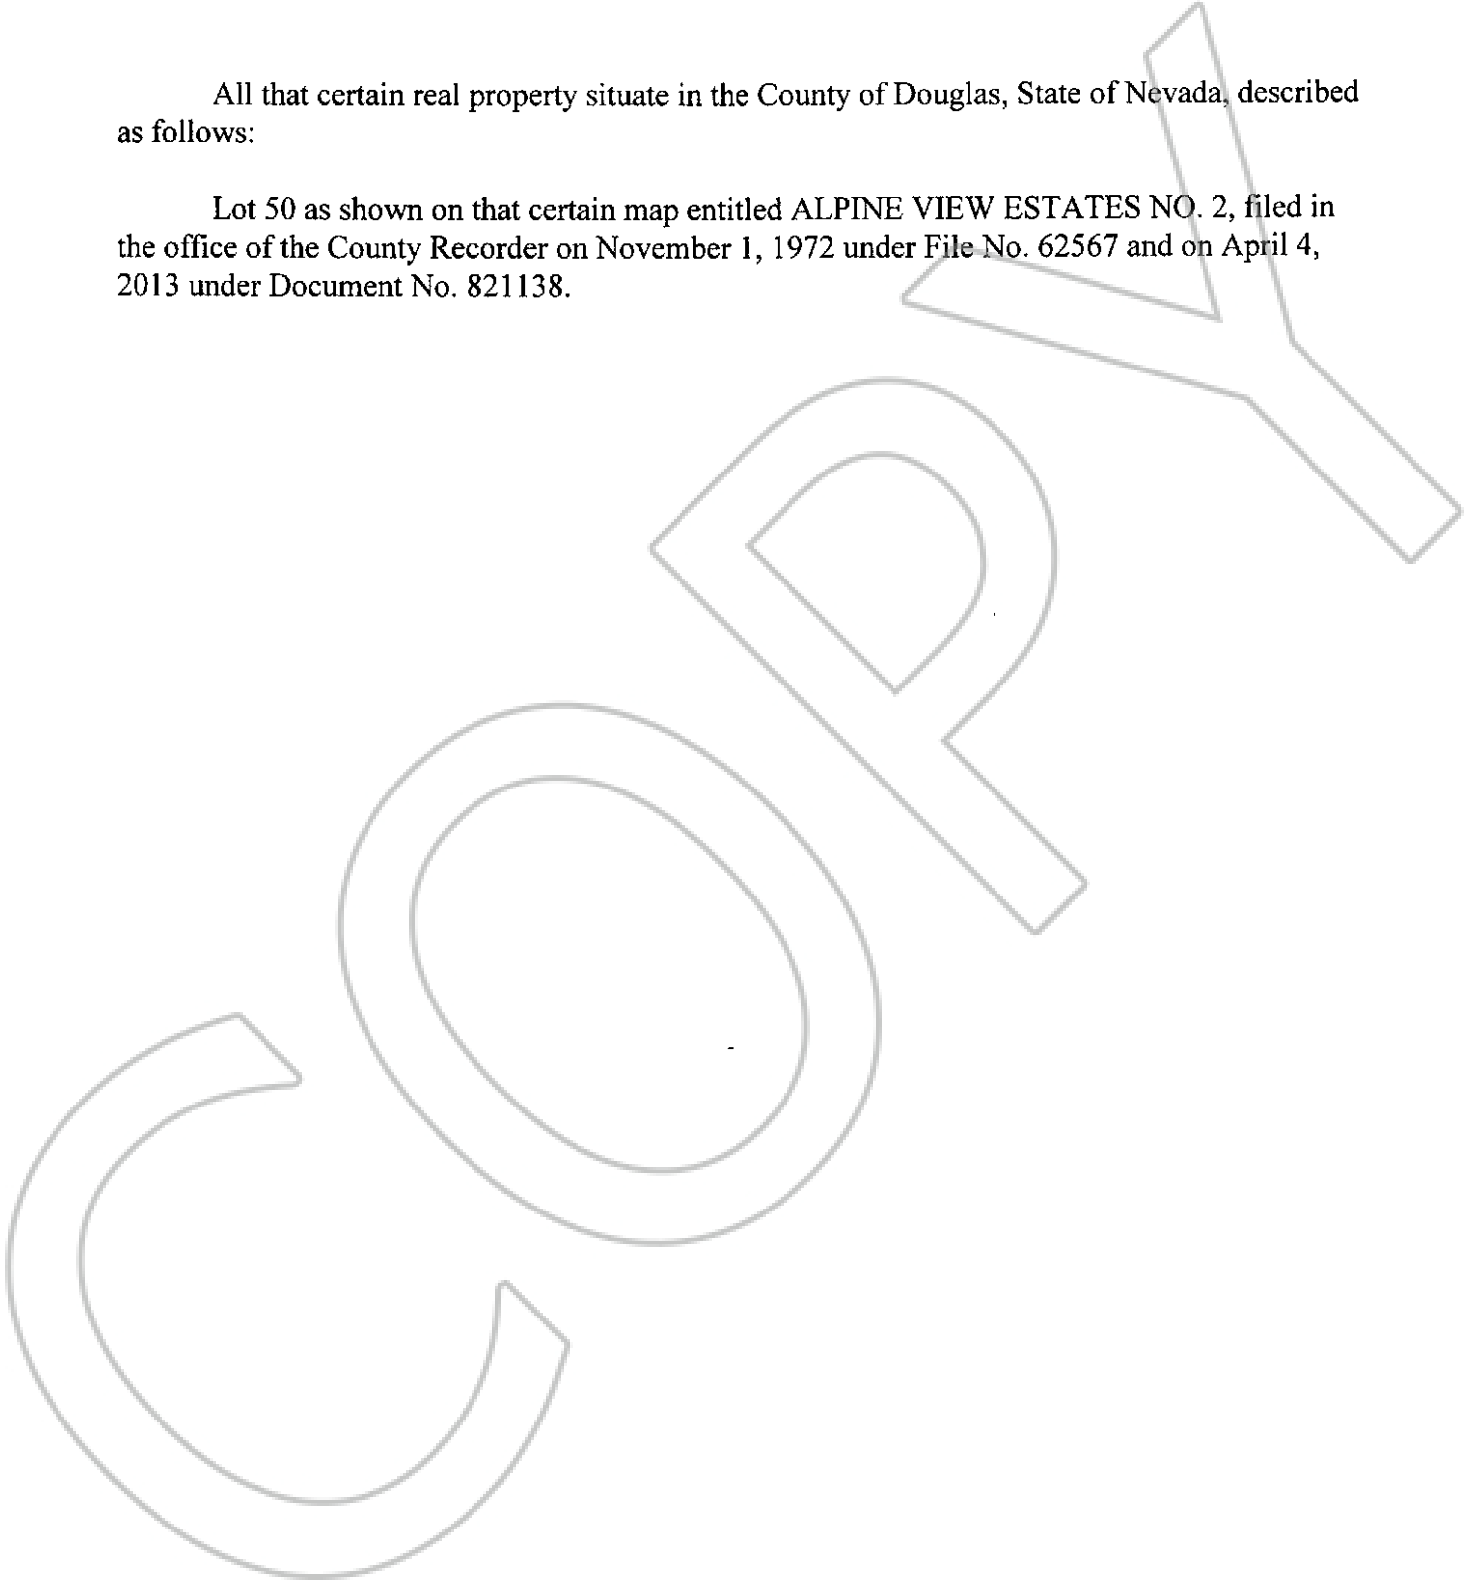 All that certain real property situate in the County of Douglas, State of Nevada, described
as follows:
Lot 50 as shown on that certain map entitled ALPINE VIEW ESTATES NO. 2, filed in
the office of the County Recorder on November 1, 1972 under File No. 62567 and on April 4,
2013 under Document No. 821138.
COPY